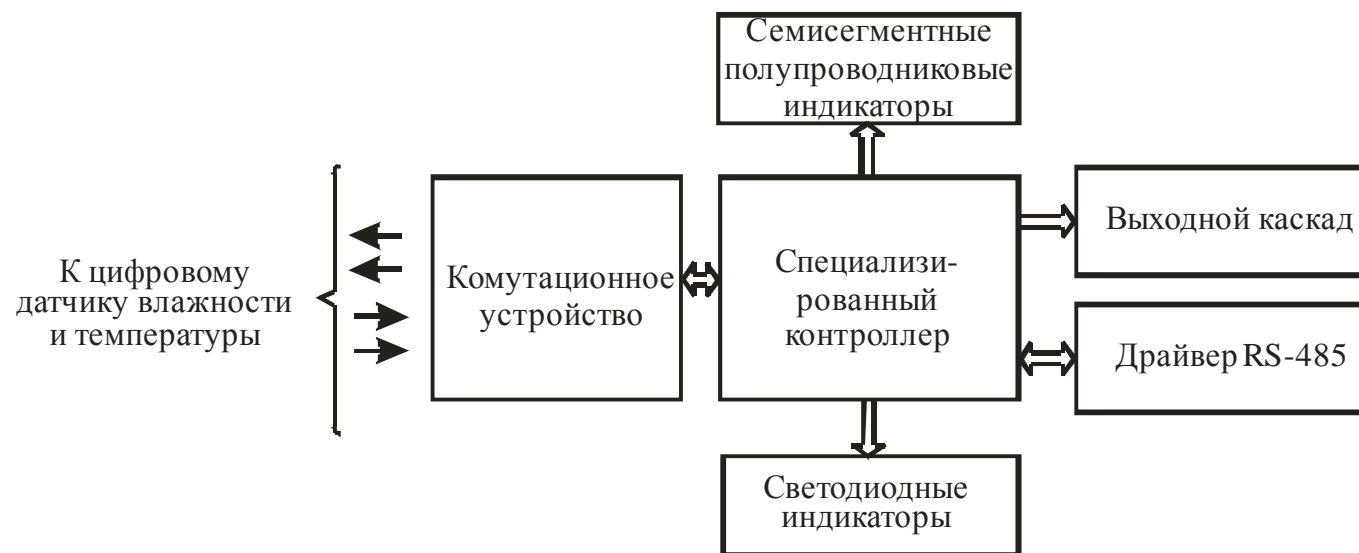 Семисегментные
полупроводниковые
индикаторы
К цифровому
датчику влажности
и температуры
Комутационное
устройство
Специализи-
рованный
контроллер
Выходной каскад
Драйвер RS-485
Светодиодные
индикаторы